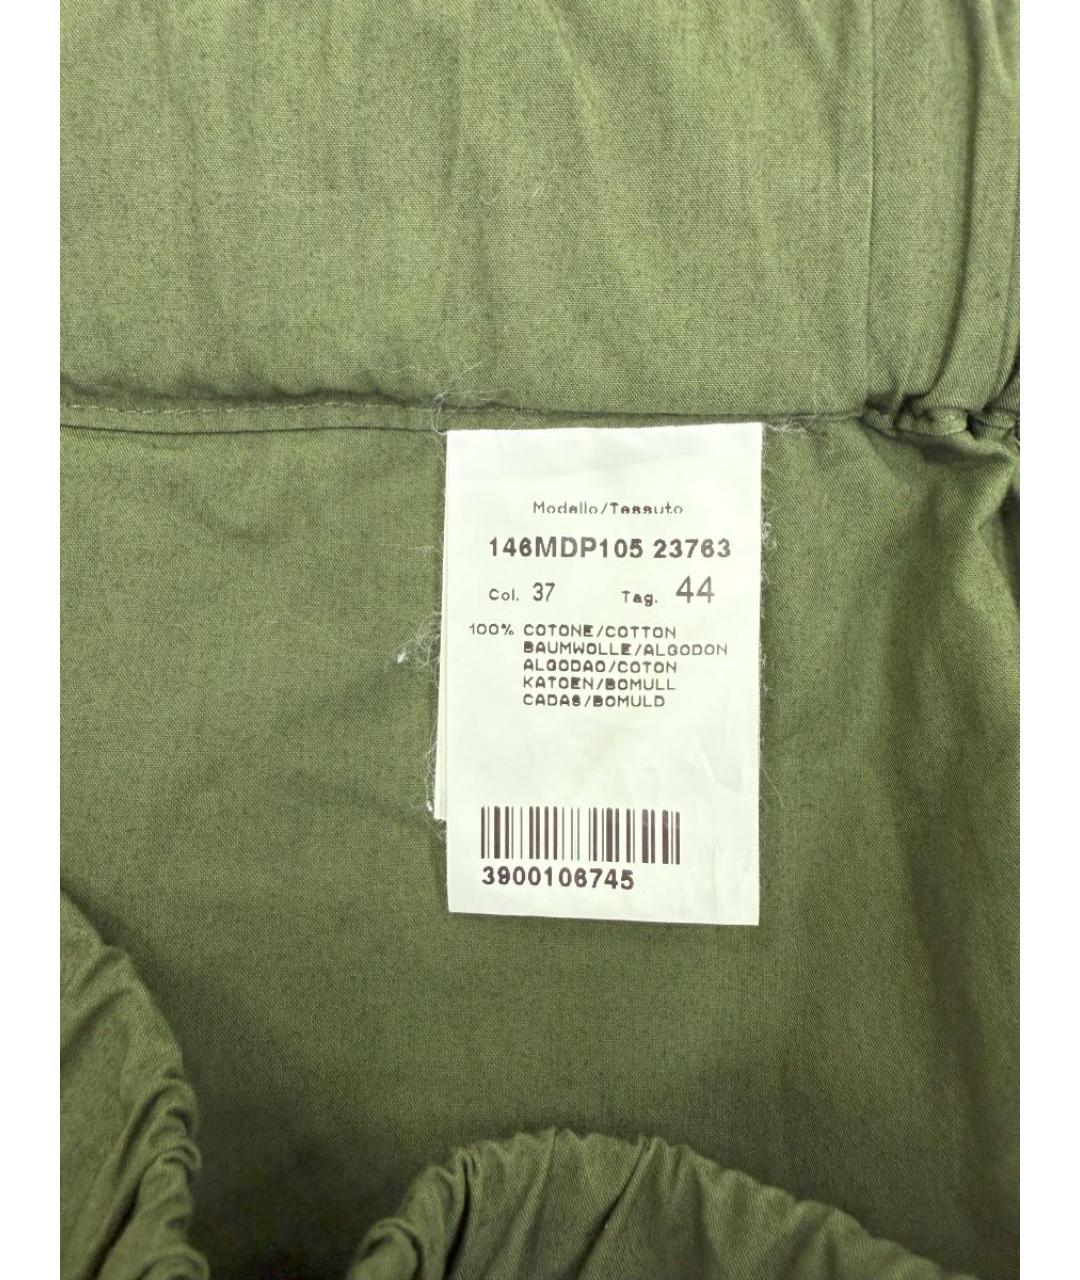 Modello/Tessuto
146MDP105 23763
Col. 37 Tag. 44
100% COTONE/COTTON
BAUMWOLLE/ALGODON
ALGODAO/COTON
KATOEN/BOMULL
CADAS/BOMULD
3900106745